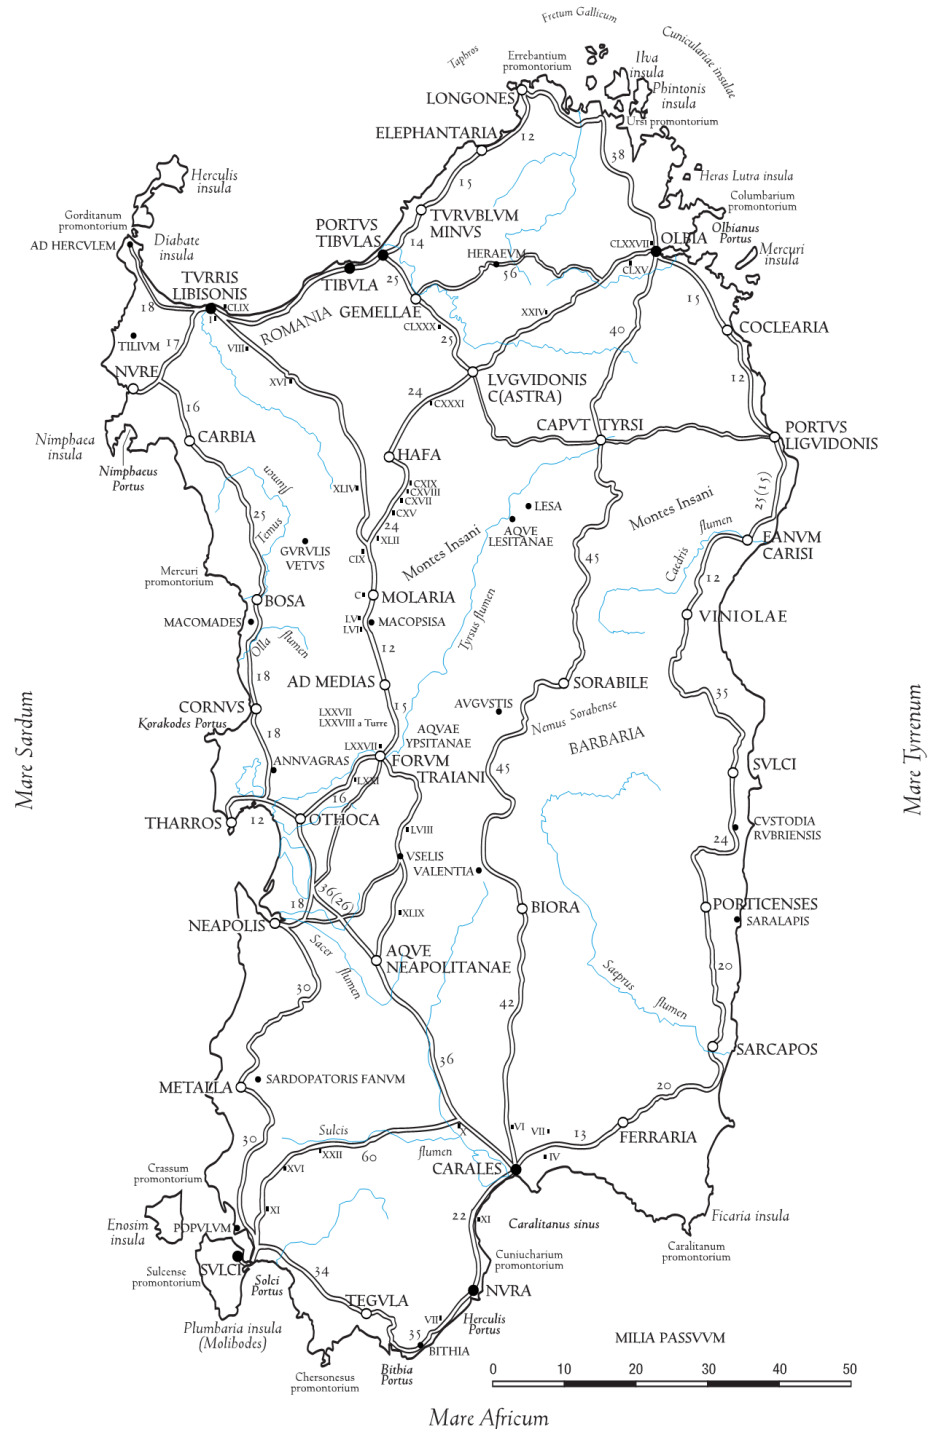 Fretum Gallicum
Cuniculariae insulae
Taphros
Errebantium
promontorium
Ilva
insula
Phintonis
insula
LONGONES
Ursi promontorium
ELEPHANTARIA
12
38
Herculis
insula
15
Heras Lutra insula
Columbarium
promontorium
Gorditanum
promontorium
PORTVS
TIBVLAS
TVRVBLVM
MINVS
Olbianus
Portus
AD HERCVLEM
Diabate
insula
14
CLXXVII
OLBIA
Mercuri
insula
HERAEVM
56
CLXV
TVRRIS
LIBISONIS
TIBVLA
25
15
18
CLIX
I
GEMELLAE
XXIV
ROMANIA
CLXXX
25
40
COCLEARIA
TILIVM
17
VIII
NVRE
XVI
LVGVIDONIS
C(ASTRA)
12
24
CXXXI
16
CAPVT TYRSI
PORTVS
LIGVIDONIS
Nimphaea
insula
CARBIA
HAFA
Nimphaeus
Portus
flumen
Temus
XLIV
CXIX
CXVIII
CXVII
CXV
LESA
AQVE
LESITANAE
Montes Insani
25(15)
25
24
XLII
flumen
Caedris
FANVM
CARISI
GVRVLIS
VETVS
CIX
Montes Insani
45
Mercuri
promontorium
12
BOSA
C
MOLARIA
VINIOLAE
MACOMADES
LV
LVI
MACOPSISA
Tyrsus flumen
Olla
flumen
12
18
AD MEDIAS
SORABILE
35
CORNVS
Korakodes Portus
LXXVII
LXXVIII a Turre
15
AVGVSTIS
Nemus Sorabense
18
LXXVII
AQVAE
YPSITANAE
BARBARIA
Mare Sardum
Mare Tyrrenum
ANNVAGRAS
FORVM
TRAIANI
45
SVLCI
LXXI
16
THARROS
12
OTHOCA
LVIII
CVSTODIA
RVBRIENSIS
24
VSELIS
VALENTIA
36(26)
18
XLIX
BIORA
PORTICENSES
SARALAPIS
NEAPOLIS
Sacer
flumen
AQVE
NEAPOLITANAE
20
Saeprus
flumen
30
42
36
SARCAPOS
METALLA
SARDOPATORIS FANVM
20
30
Sulcis
flumen
X
VI
VII
13
FERRARIA
XXII
60
IV
XVI
CARALES
Crassum
promontorium
XI
22
XI
Caralitanus sinus
Ficaria insula
Enosim
insula
POPVLVM
Caralitanum
promontorium
Cuniucharium
promontorium
SVLCI
Sulcense
promontorium
Solci
Portus
34
NVRA
TEGVLA
VII
Herculis
Portus
Plumbaria insula
(Molibodes)
35
BITHIA
MILIA PASSVVM
Chersonesus
promontorium
Bithia
Portus
0 10 20 30 40 50
Mare Africum